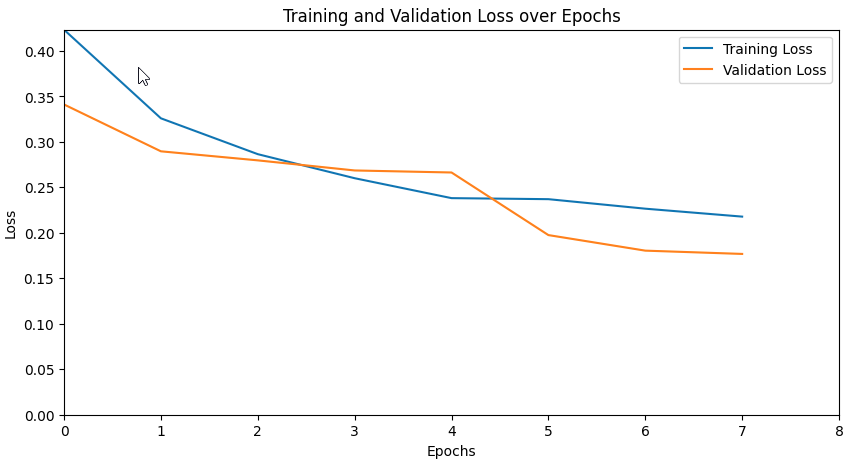 Training and Validation Loss over Epochs
Training Loss
Validation Loss
0.40
0.35
0.30
0.25
0.20
0.15
0.10
0.05
0.00
Loss
0 1 2 3 4 5 6 7 8
Epochs